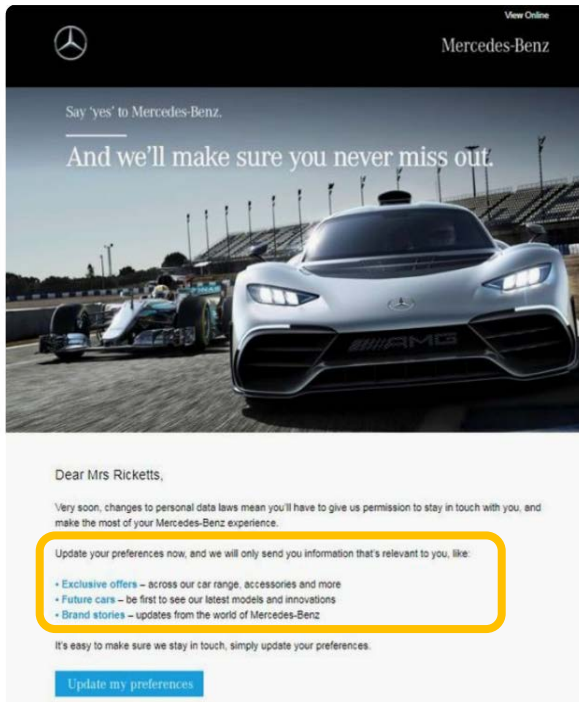 View Online
Mercedes-Benz
Say 'yes' to Mercedes-Benz.
And we'll make sure you never miss out.
PETRONAS
AMG
Dear Mrs Ricketts,
Very soon, changes to personal data laws mean you'll have to give us permission to stay in touch with you, and
make the most of your Mercedes-Benz experience.
Update your preferences now, and we will only send you information that's relevant to you, like:
• Exclusive offers – across our car range, accessories and more
• Future cars – be first to see our latest models and innovations
• Brand stories – updates from the world of Mercedes-Benz
It's easy to make sure we stay in touch, simply update your preferences.
Update my preferences